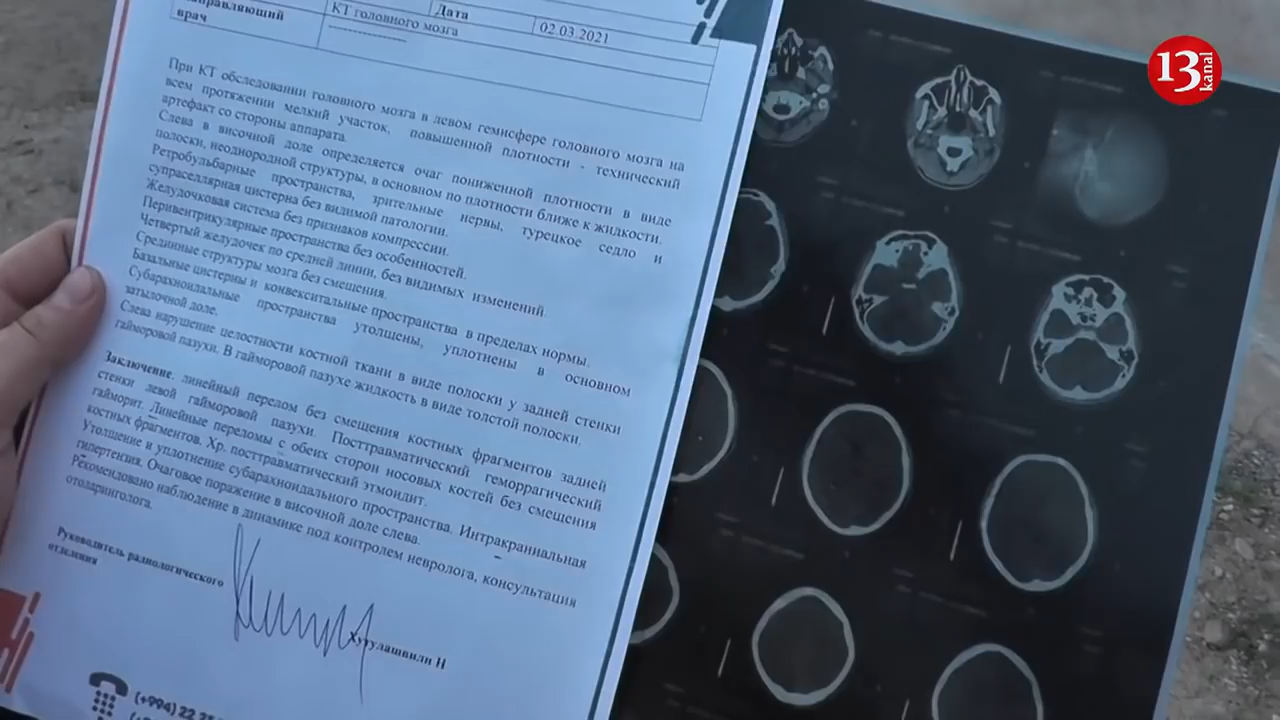 13 kanal
Направляющий
врач
КТ головного мозга
Дата
02.03.2021
При КТ обследовании головного мозга в левом гемисфере головного мозга на
всем протяжении мелкий участок, повышенной плотности - технический
артефакт со стороны аппарата.
Слева в височной доле определяется очаг пониженной плотности в виде
полоски, неоднородной структуры, в основном по плотности ближе к жидкости.
Ретробульбарные пространства, зрительные нервы, турецкое седло и
супраселлярная цистерна без видимой патологии.
Желудочковая система без признаков компрессии.
Перивентрикулярные пространства без особенностей.
Четвертый желудочек по средней линии, без видимых изменений.
Срединные структуры мозга без смещения.
Базальные цистерны и конвекситальные пространства в пределах нормы.
Субарахноидальные пространства утолщены, уплотнены в основном
затылочной доле.
Слева нарушение целостности костной ткани в виде полоски у задней стенки
гайморовой пазухи. В гайморовой пазухе жидкость в виде толстой полоски.
Заключение. линейный перелом без смещения костных фрагментов задней
стенки левой гайморовой пазухи. Посттравматический геморрагический
гайморит. Линейные переломы с обеих сторон носовых костей без смещения
костных фрагментов. Хр. посттравматический этмоидит.
Утолщение и уплотнение субарахноидального пространства. Интракраниальная
гипертензия. Очаговое поражение в височной доле слева.
Рекомендовано наблюдение в динамике под контролем невролога, консультация
отоларинголога.
Руководитель радиологического
отделения
Хурулашвили Н
(+994) 22